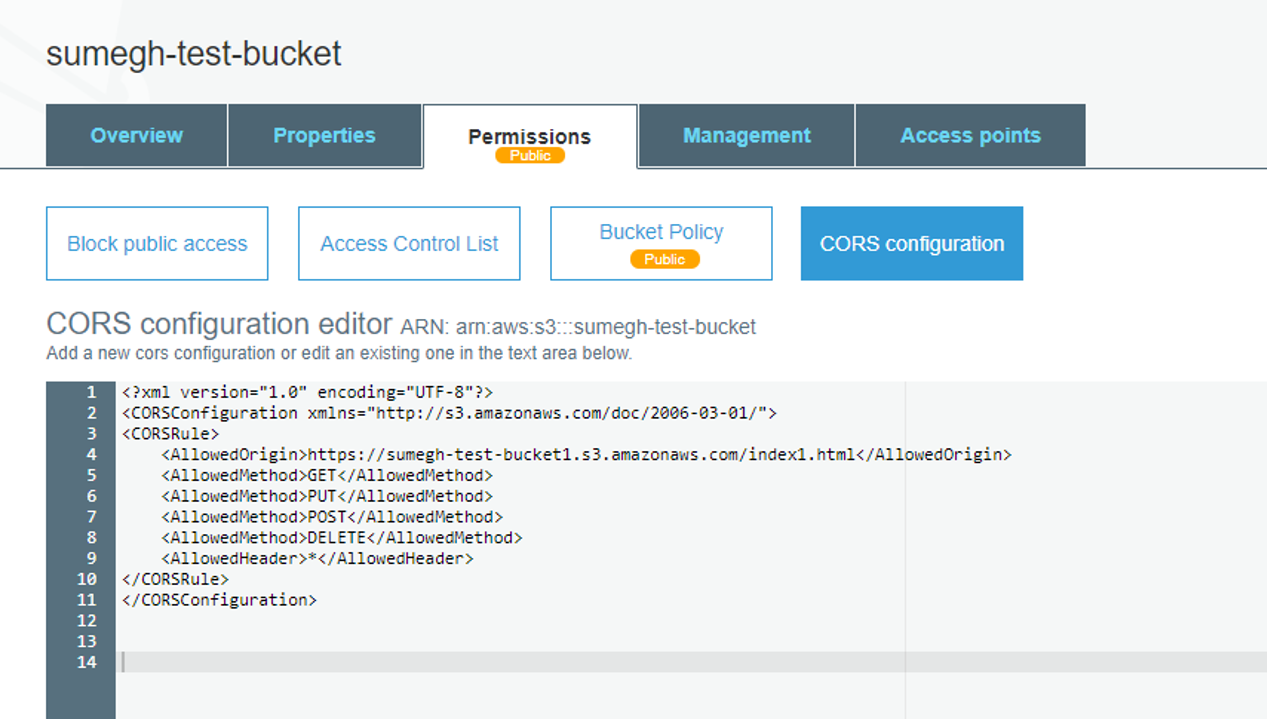 sumegh-test-bucket
Overview
Properties
Permissions
Public
Management
Access points
Block public access
Access Control List
Bucket Policy
Public
CORS configuration
CORS configuration editor ARN: arn:aws:s3:::sumegh-test-bucket
Add a new cors configuration or edit an existing one in the text area below.
1 <?xml version="1.0" encoding="UTF-8"?>
2 <CORSConfiguration xmlns="http://s3.amazonaws.com/doc/2006-03-01/">
3 <CORSRule>
4     <AllowedOrigin>https://sumegh-test-bucket1.s3.amazonaws.com/index1.html</AllowedOrigin>
5     <AllowedMethod>GET</AllowedMethod>
6     <AllowedMethod>PUT</AllowedMethod>
7     <AllowedMethod>POST</AllowedMethod>
8     <AllowedMethod>DELETE</AllowedMethod>
9     <AllowedHeader>*</AllowedHeader>
10 </CORSRule>
11 </CORSConfiguration>
12
13
14